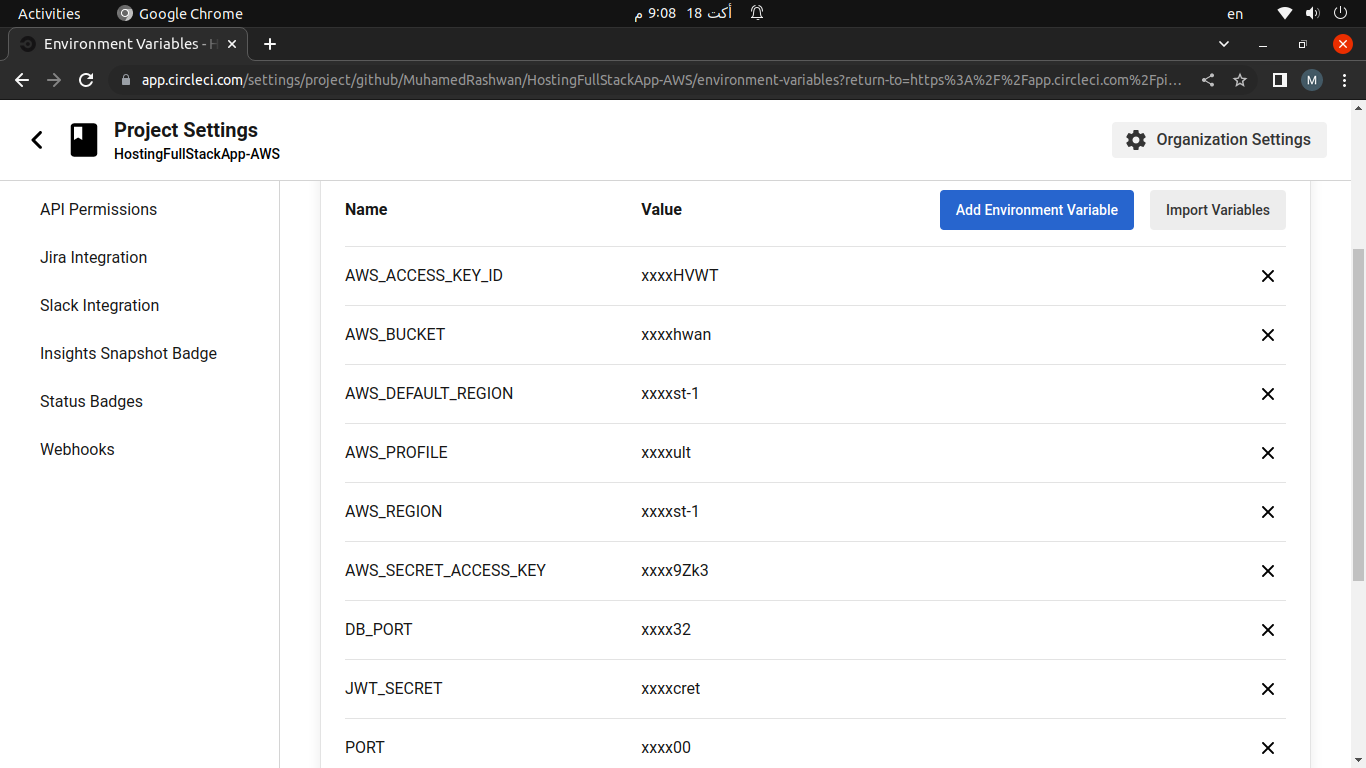 Activities Google Chrome أكت 18 9:08 م en
Environment Variables - H
app.circleci.com/settings/project/github/MuhamedRashwan/HostingFullStackApp-AWS/environment-variables?return-to=https%3A%2F%2Fapp.circleci.com%2Fpi... M
Project Settings
HostingFullStackApp-AWS
Organization Settings
API Permissions
Jira Integration
Slack Integration
Insights Snapshot Badge
Status Badges
Webhooks
Name Value Add Environment Variable Import Variables
AWS_ACCESS_KEY_ID xxxxHVWT
AWS_BUCKET xxxxhwan
AWS_DEFAULT_REGION xxxxst-1
AWS_PROFILE xxxxult
AWS_REGION xxxxst-1
AWS_SECRET_ACCESS_KEY xxxx9Zk3
DB_PORT xxxx32
JWT_SECRET xxxxcret
PORT xxxx00